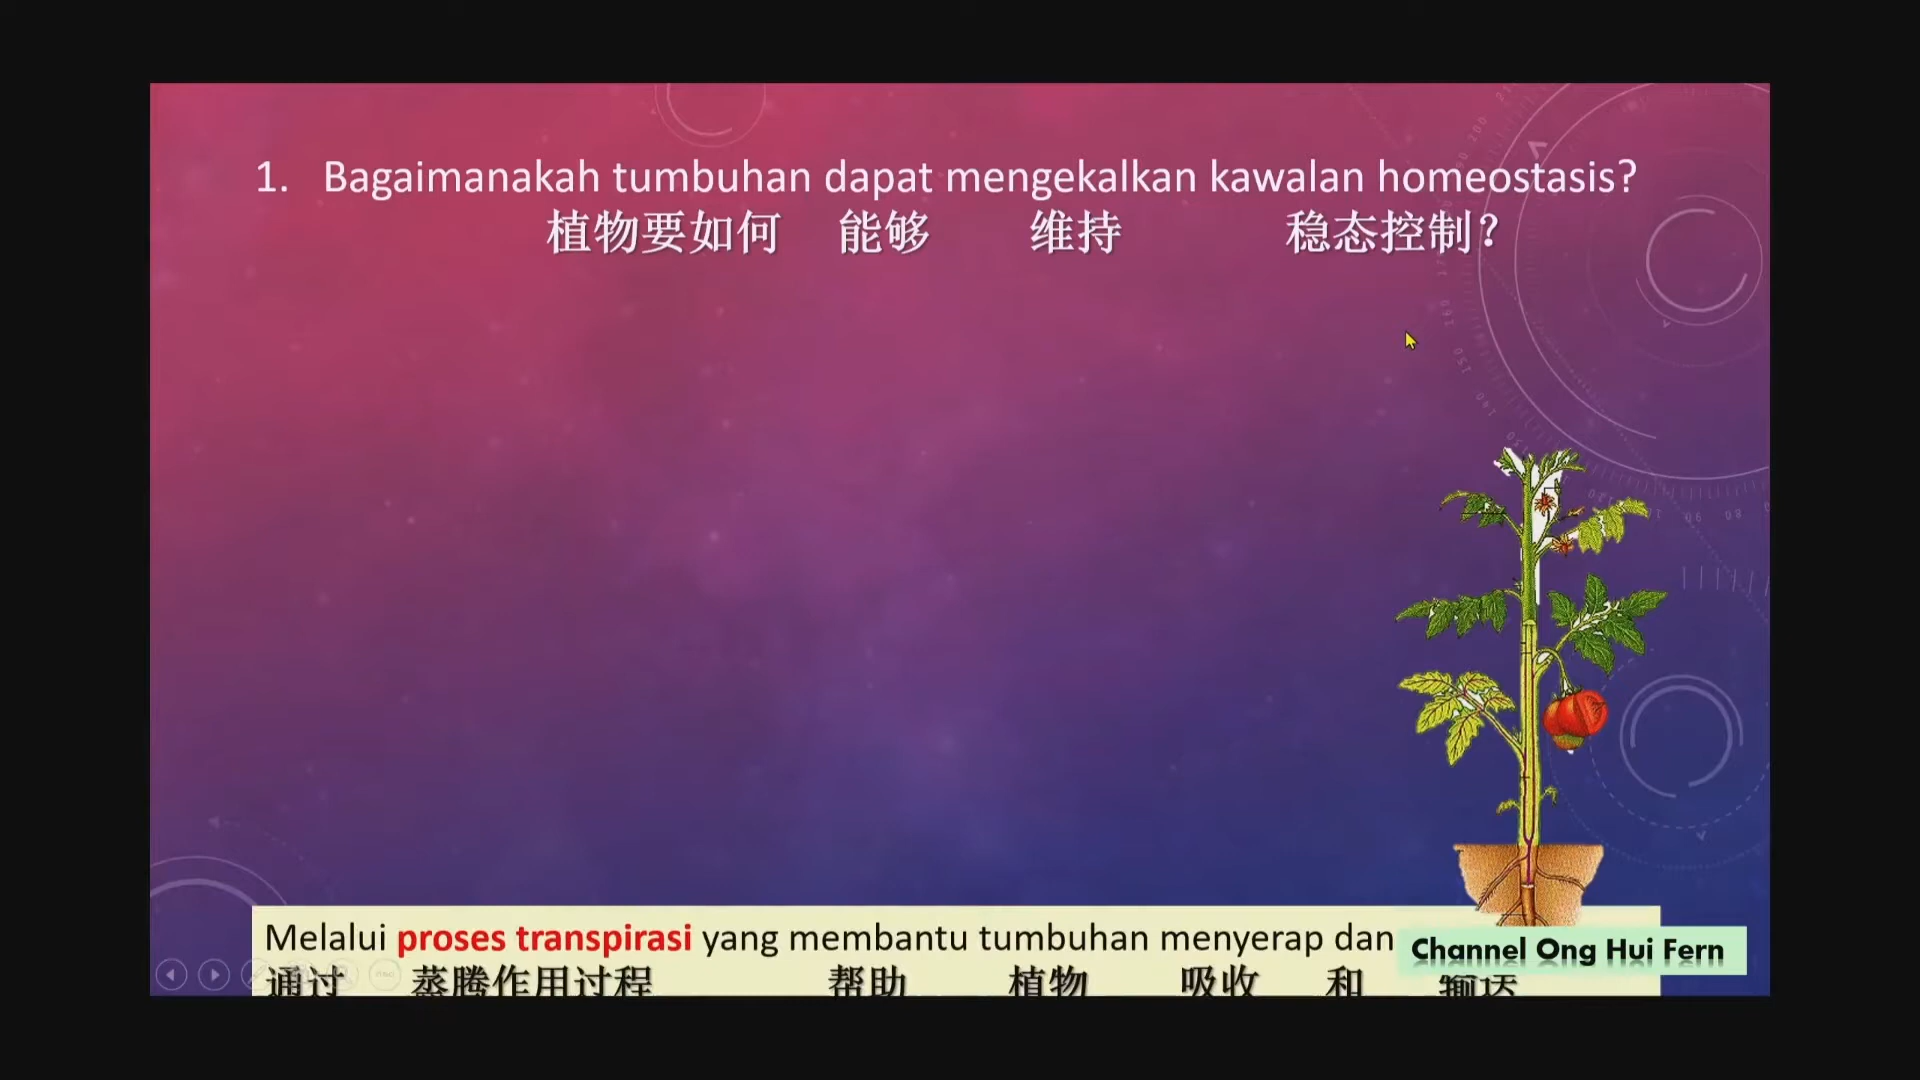 1. Bagaimanakah tumbuhan dapat mengekalkan kawalan homeostasis?
植物要如何 能够 维持 稳态控制？
Melalui proses transpirasi yang membantu tumbuhan menyerap dan
通过 蒸腾作用过程 帮助 植物 吸收 和 输送
Channel Ong Hui Fern